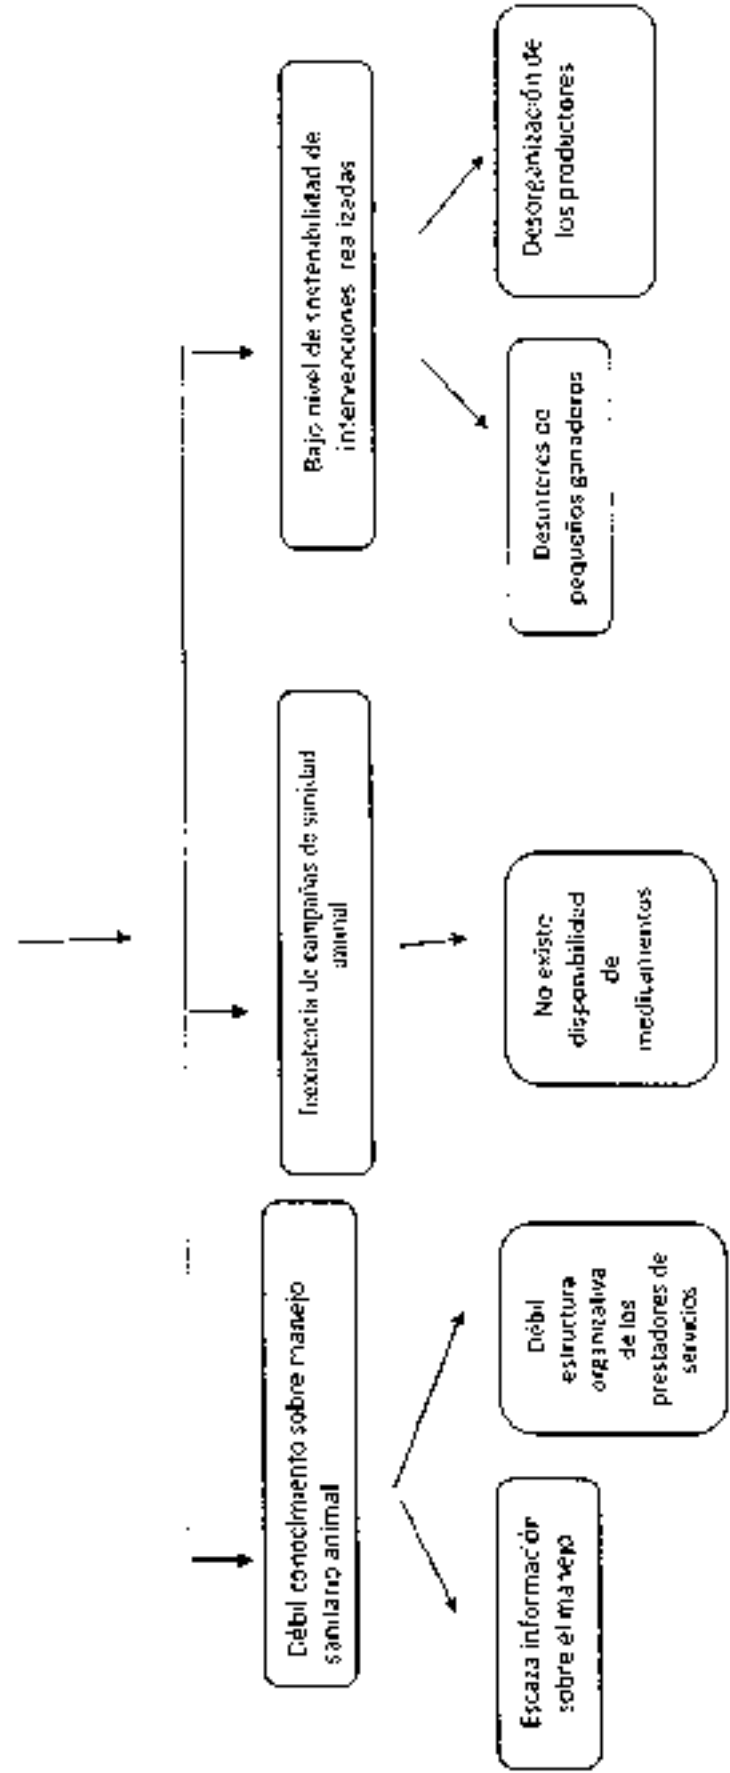 Débil conocimiento sobre manejo
sanitario animal
Inexistencia de campañas de sanidad
animal
Bajo nivel de sostenibilidad de
intervenciones realizadas
Escaza información
sobre el manejo
Débil
estructura
organizativa
de los
prestadores de
servicios
No existe
disponibilidad
de
medicamentos
Desinteres de
pequeños ganaderos
Desorganización de
los productores